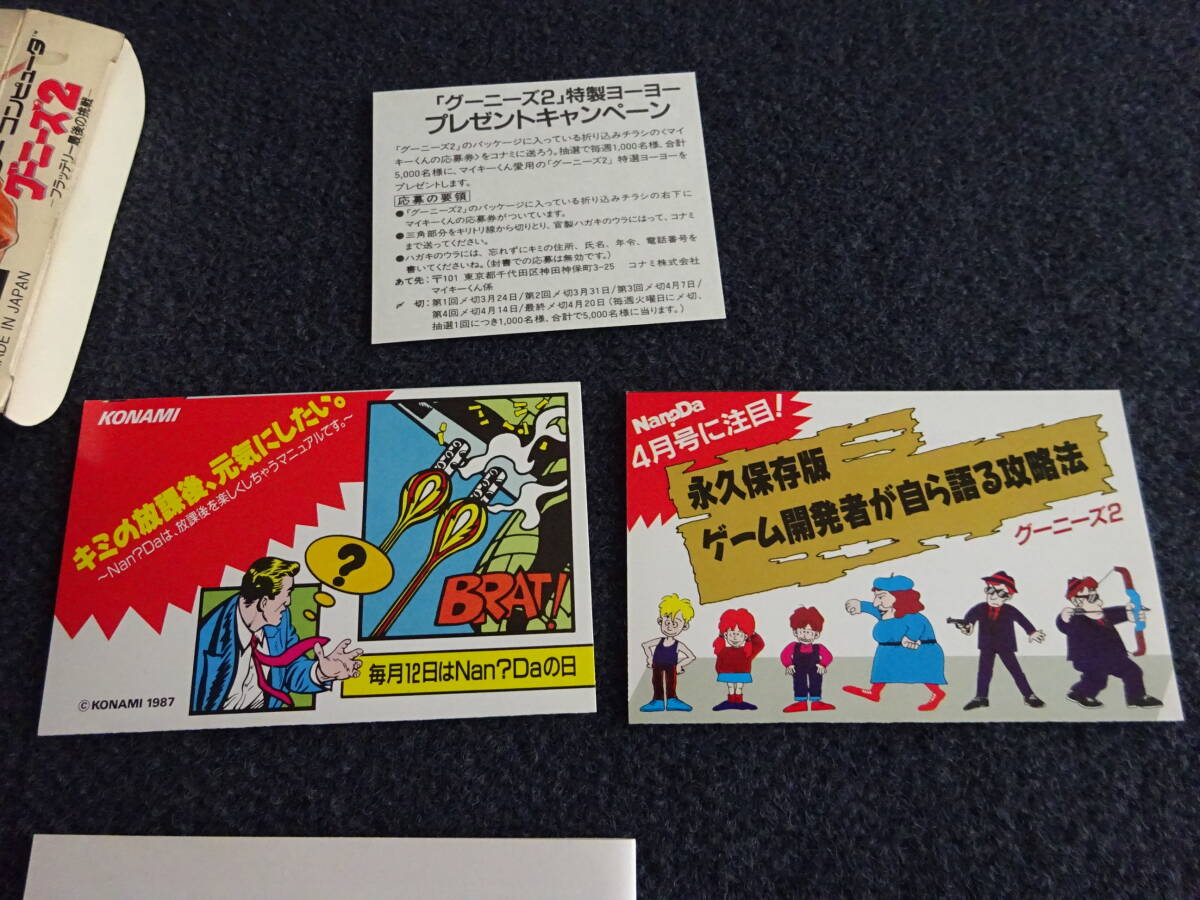 コンピュータ™
グーニーズ2
―フラッテリー最後の挑戦―
MADE IN JAPAN
「グーニーズ2」特製ヨーヨー
プレゼントキャンペーン
「グーニーズ2」のパッケージに入っている折り込みチラシの〈マイ
キーくんの応募券〉をコナミに送ろう。抽選で毎週1,000名様、合計
5,000名様に、マイキーくん愛用の「グーニーズ2」特選ヨーヨーを
プレゼントします。
応募の要領
●「グーニーズ2」のパッケージに入っている折り込みチラシの右下に
マイキーくんの応募券がついています。
●三角部分をキリトリ線から切りとり、官製ハガキのウラにはって、コナミ
まで送ってください。
●ハガキのウラには、忘れずにキミの住所、氏名、年令、電話番号を
書いてくださいね。(封書での応募は無効です。)
あて先:〒101 東京都千代田区神田神保町3-25 コナミ株式会社
マイキーくん係
〆 切:第1回〆切3月24日/第2回〆切3月31日/第3回〆切4月7日/
第4回〆切4月14日/最終〆切4月20日(毎週火曜日に〆切、
抽選1回につき1,000名様、合計で5,000名様に当ります。)
KONAMI
キミの放課後、元気にしたい。
~Nan?Daは、放課後を楽しくしちゃうマニュアルです。~
?
BRAT!
毎月12日はNan?Daの日
©KONAMI 1987
Nan?Da
4月号に注目!
永久保存版
ゲーム開発者が自ら語る攻略法
グーニーズ2